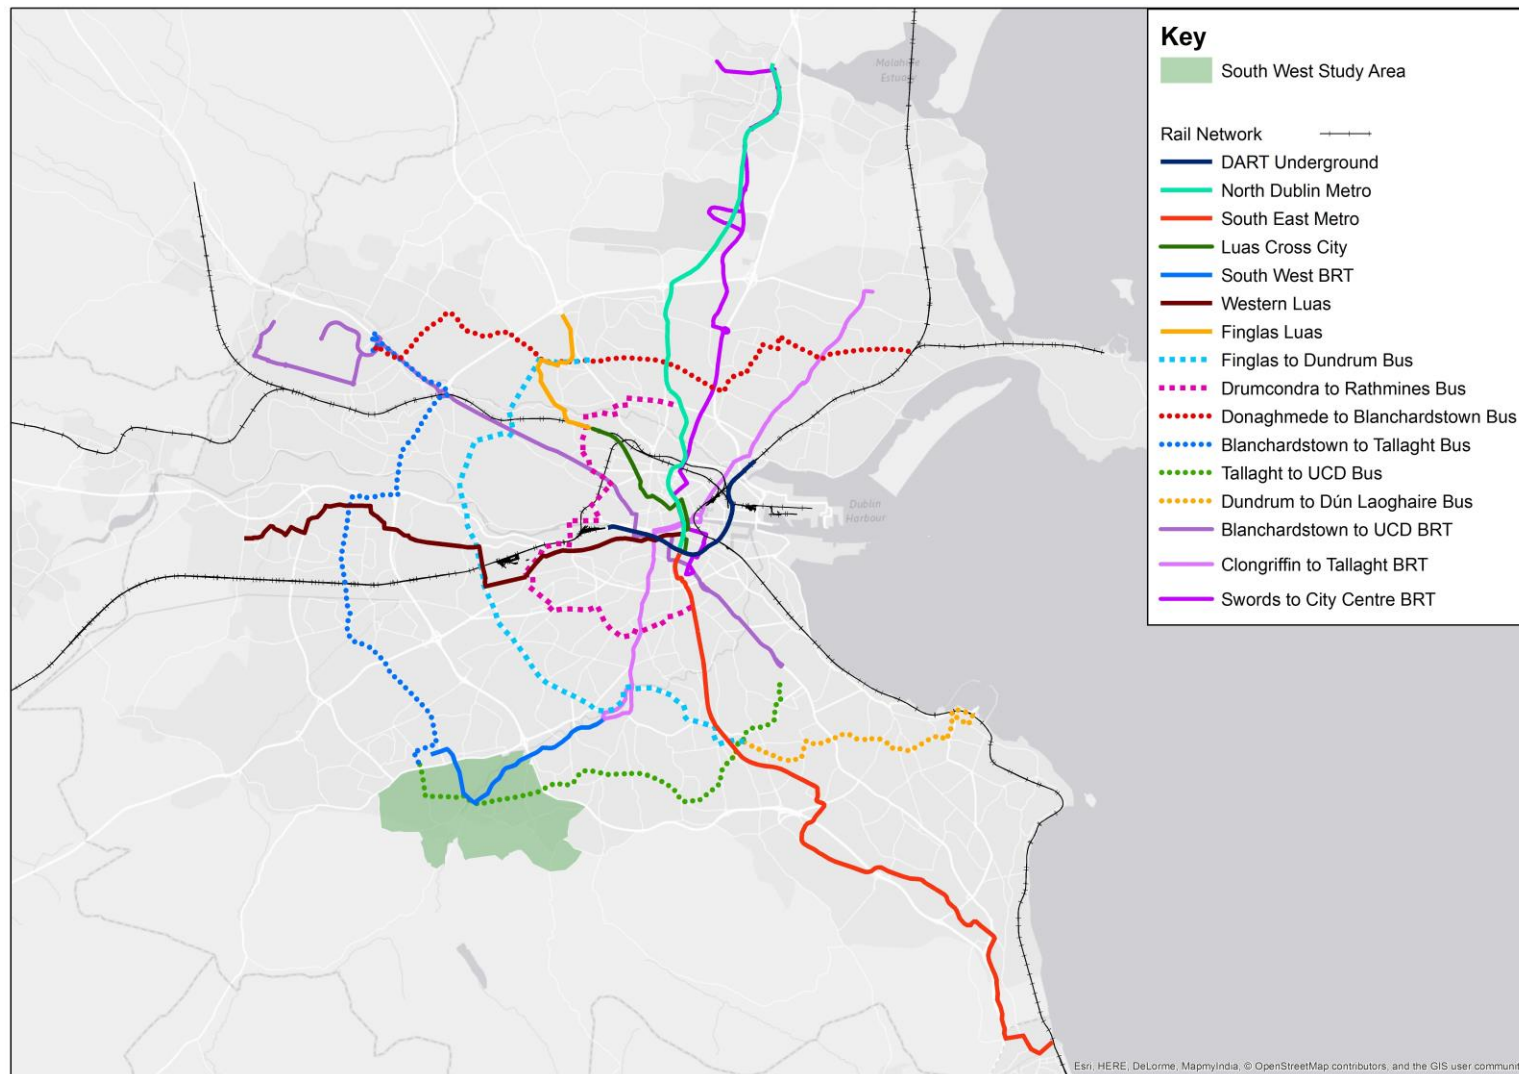 Malahide
Estuary
Dublin
Harbour
Key
South West Study Area
Rail Network
DART Underground
North Dublin Metro
South East Metro
Luas Cross City
South West BRT
Western Luas
Finglas Luas
Finglas to Dundrum Bus
Drumcondra to Rathmines Bus
Donaghmede to Blanchardstown Bus
Blanchardstown to Tallaght Bus
Tallaght to UCD Bus
Dundrum to Dún Laoghaire Bus
Blanchardstown to UCD BRT
Clongriffin to Tallaght BRT
Swords to City Centre BRT
Esri, HERE, DeLorme, MapmyIndia, © OpenStreetMap contributors, and the GIS user communit